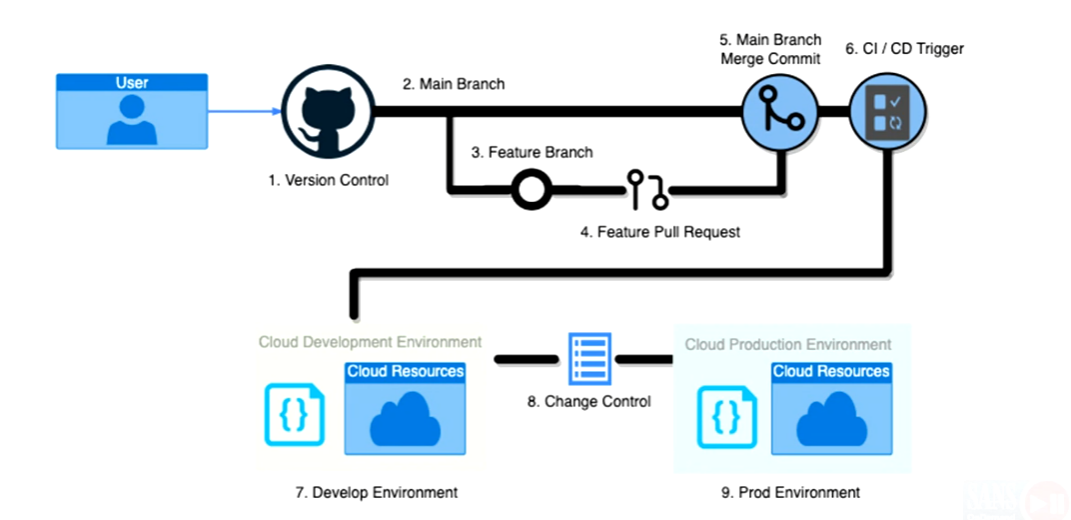 User
1. Version Control
2. Main Branch
3. Feature Branch
4. Feature Pull Request
5. Main Branch
Merge Commit
6. CI / CD Trigger
Cloud Development Environment
Cloud Resources
{}
7. Develop Environment
8. Change Control
Cloud Production Environment
Cloud Resources
{}
9. Prod Environment